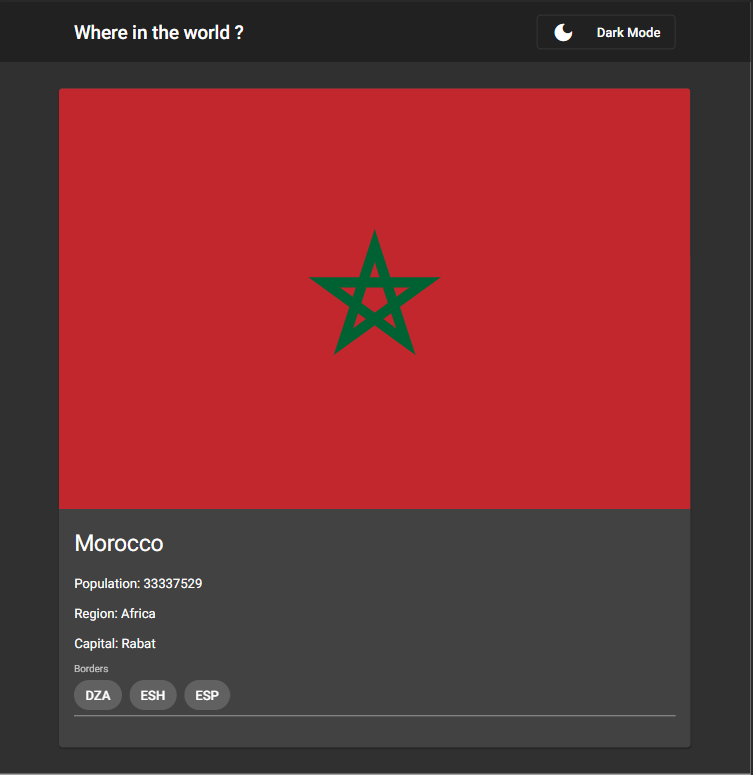 Where in the world ?
Dark Mode
Morocco
Population: 33337529
Region: Africa
Capital: Rabat
Borders
DZA ESH ESP